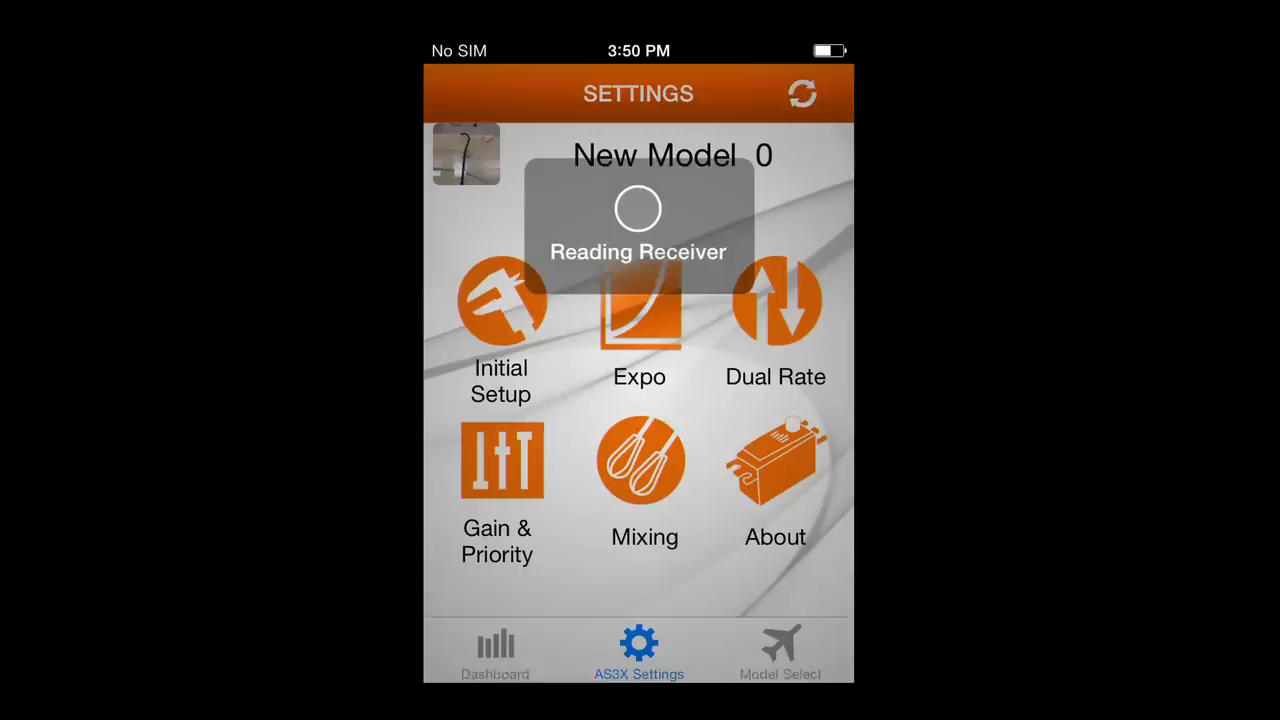 No SIM 3:50 PM
SETTINGS
New Model 0
Reading Receiver
Initial
Setup
Expo
Dual Rate
Gain &
Priority
Mixing
About
Dashboard
AS3X Settings
Model Select